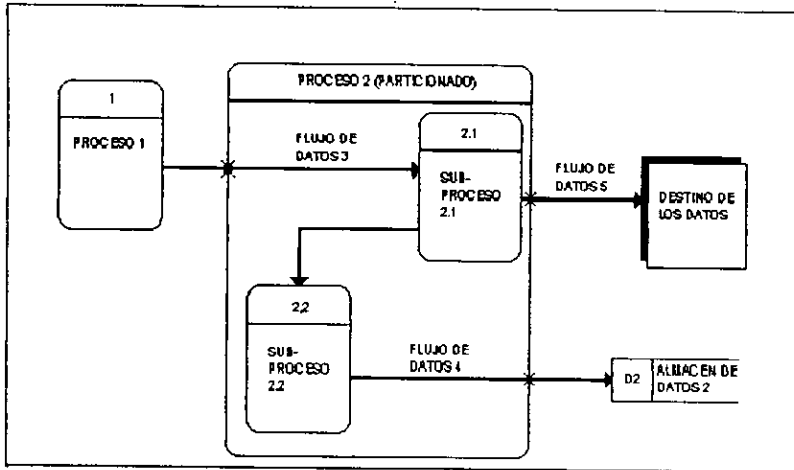 PROCESO 2 (PARTICIONADO)
1
PROCESO 1
FLUJO DE
DATOS 3
2.1
SUB-
PROCESO
2.1
FLUJO DE
DATOS 5
DESTINO DE
LOS DATOS
2.2
SUB-
PROCESO
2.2
FLUJO DE
DATOS 4
D2
ALMACEN DE
DATOS 2